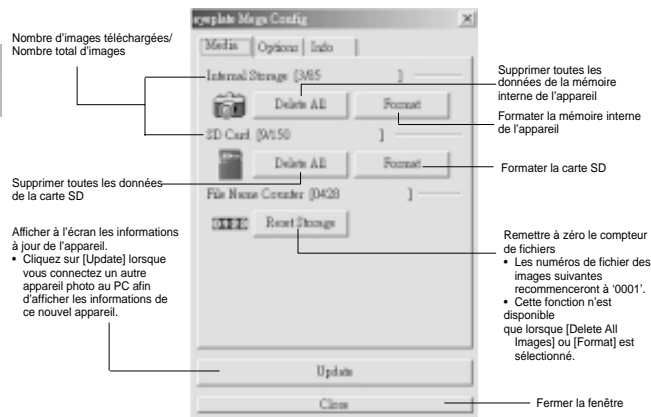 eyeplate Mega Config
Media Options Info
Internal Storage [3/85 ]
Delete All Format
SD Card [9/150 ]
Delete All Format
File Name Counter [0428 ]
Reset Storage
Update
Close
Nombre d'images téléchargées/
Nombre total d'images
Supprimer toutes les données
de la carte SD
Afficher à l'écran les informations
à jour de l'appareil.
• Cliquez sur [Update] lorsque
vous connectez un autre
appareil photo au PC afin
d'afficher les informations de
ce nouvel appareil.
Supprimer toutes les
données de la mémoire
interne de l'appareil
Formater la mémoire interne
de l'appareil
Formater la carte SD
Remettre à zéro le compteur
de fichiers
• Les numéros de fichier des
images suivantes
recommenceront à '0001'.
• Cette fonction n'est
disponible
que lorsque [Delete All
Images] ou [Format] est
sélectionné.
Fermer la fenêtre